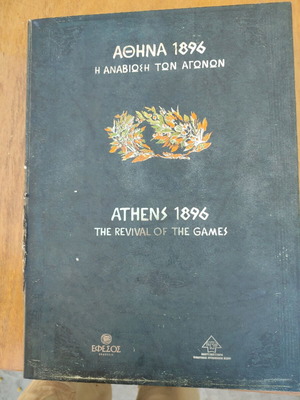 ΑΘΗΝΑ 1896
Η ΑΝΑΒΙΩΣΗ ΤΩΝ ΑΓΩΝΩΝ
ATHENS 1896
THE REVIVAL OF THE GAMES
ΕΦΕΣΟΣ